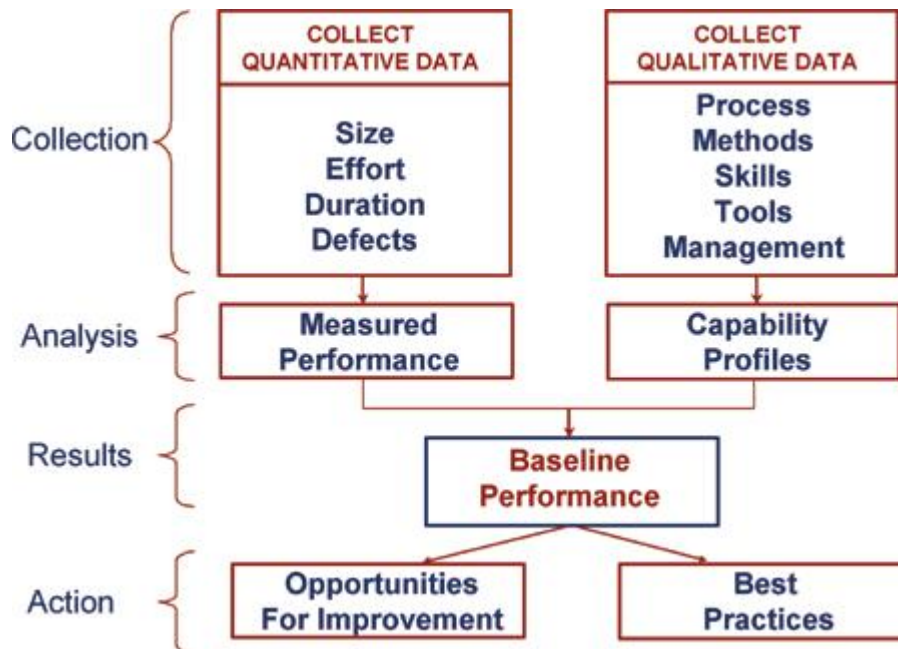 COLLECT
QUANTITATIVE DATA
COLLECT
QUALITATIVE DATA
Collection
Size
Effort
Duration
Defects
Process
Methods
Skills
Tools
Management
Analysis
Measured
Performance
Capability
Profiles
Results
Baseline
Performance
Action
Opportunities
For Improvement
Best
Practices